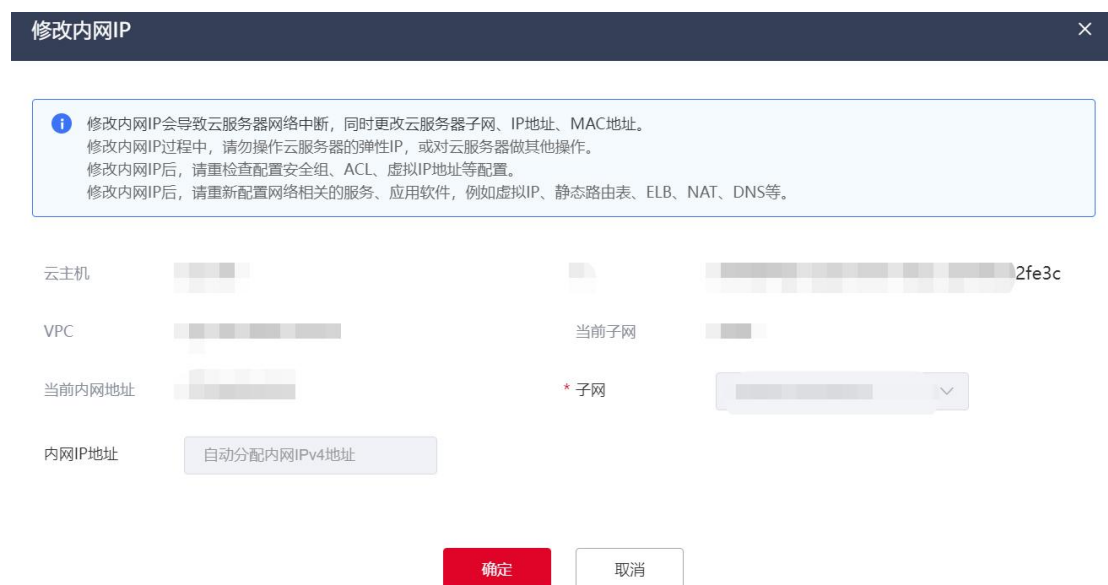 修改内网IP
修改内网IP会导致云服务器网络中断，同时更改云服务器子网、IP地址、MAC地址。
修改内网IP过程中，请勿操作云服务器的弹性IP，或对云服务器做其他操作。
修改内网IP后，请重检查配置安全组、ACL、虚拟IP地址等配置。
修改内网IP后，请重新配置网络相关的服务、应用软件，例如虚拟IP、静态路由表、ELB、NAT、DNS等。
云主机
2fe3c
VPC
当前子网
当前内网地址
* 子网
内网IP地址
自动分配内网IPv4地址
确定
取消